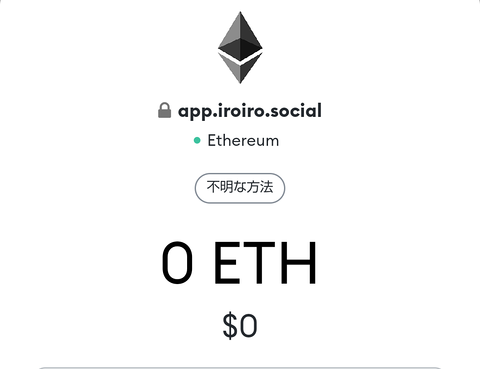 app.iroiro.social
Ethereum
不明な方法
0 ETH
$0